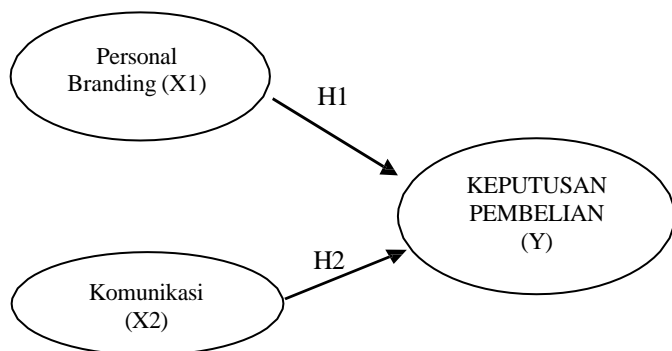 Personal
Branding (X1)
H1
KEPUTUSAN
PEMBELIAN
(Y)
H2
Komunikasi
(X2)